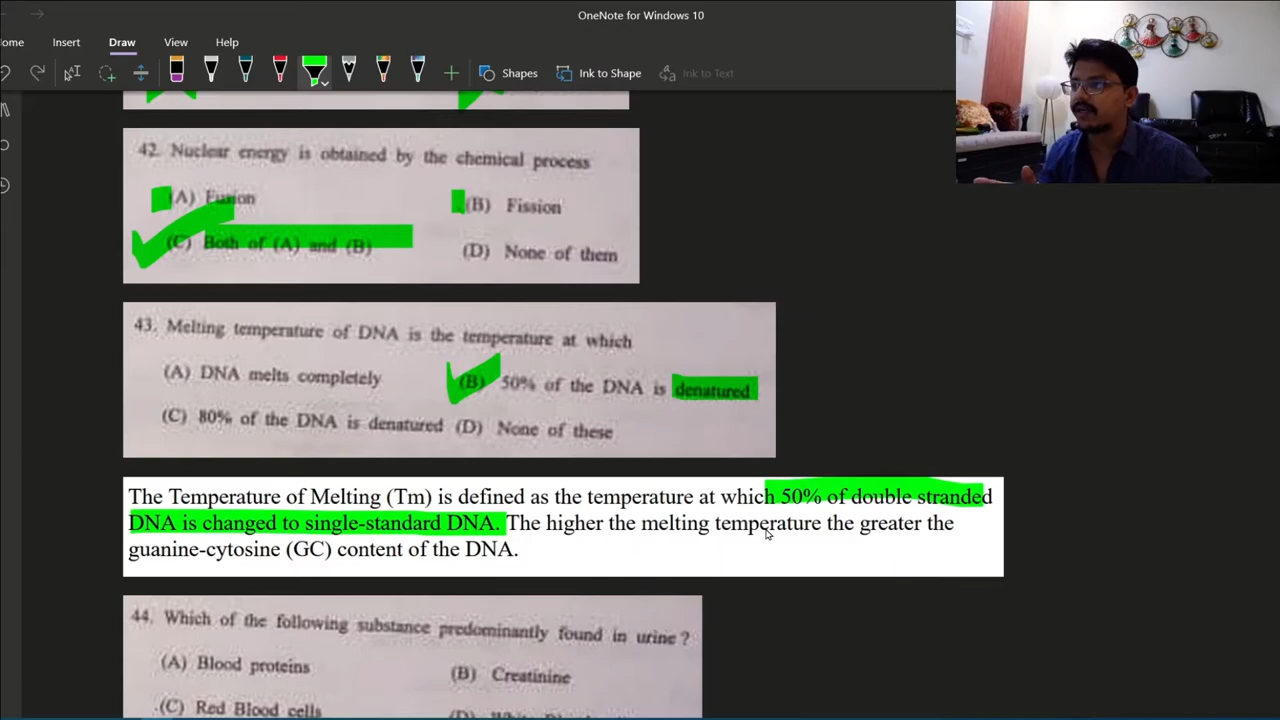 OneNote for Windows 10
ome Insert Draw View Help
Shapes Ink to Shape Ink to Text
42. Nuclear energy is obtained by the chemical process
(A) Fusion (B) Fission
(C) Both of (A) and (B) (D) None of them
43. Melting temperature of DNA is the temperature at which
(A) DNA melts completely (B) 50% of the DNA is denatured
(C) 80% of the DNA is denatured (D) None of these
The Temperature of Melting (Tm) is defined as the temperature at which 50% of double stranded
DNA is changed to single-standard DNA. The higher the melting temperature the greater the
guanine-cytosine (GC) content of the DNA.
44. Which of the following substance predominantly found in urine ?
(A) Blood proteins (B) Creatinine
(C) Red Blood cells